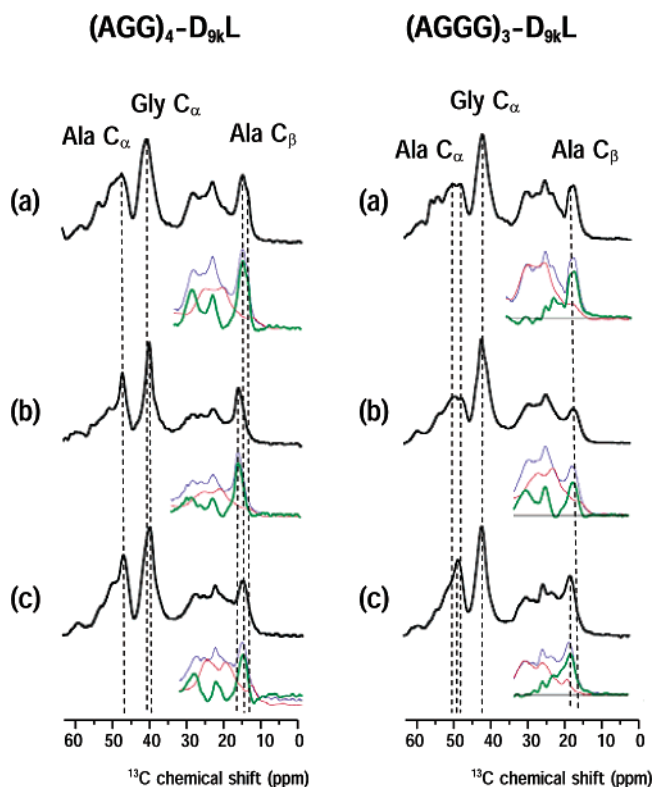 (AGG)₄-D₉ₖL
(AGGG)₃-D₉ₖL
Gly Cα
Ala Cα
Ala Cβ
Gly Cα
Ala Cα
Ala Cβ
(a)
(a)
(b)
(b)
(c)
(c)
60 50 40 30 20 10 0
60 50 40 30 20 10 0
¹³C chemical shift (ppm)
¹³C chemical shift (ppm)